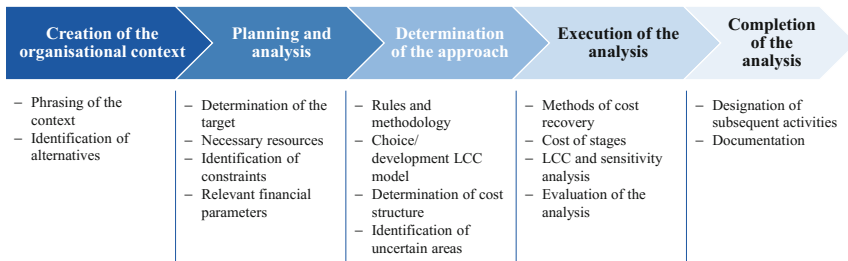 Creation of the
organisational context
Planning and
analysis
Determination
of the approach
Execution of the
analysis
Completion
of the
analysis
– Phrasing of the
context
– Identification of
alternatives
– Determination of the
target
– Necessary resources
– Identification of
constraints
– Relevant financial
parameters
– Rules and
methodology
– Choice/
development LCC
model
– Determination of cost
structure
– Identification of
uncertain areas
– Methods of cost
recovery
– Cost of stages
– LCC and sensitivity
analysis
– Evaluation of the
analysis
– Designation of
subsequent activities
– Documentation